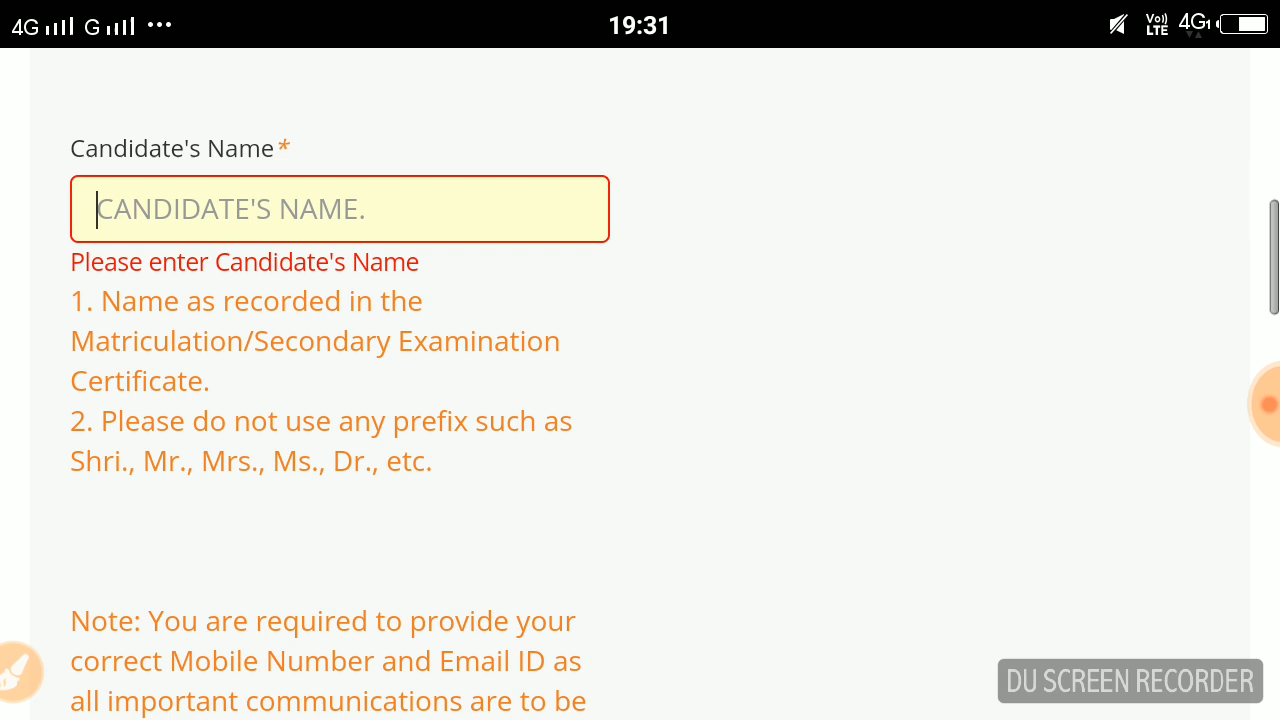 4G G ••• 19:31 Vo)) LTE 4G1
Candidate's Name*
CANDIDATE'S NAME.
Please enter Candidate's Name
1. Name as recorded in the
Matriculation/Secondary Examination
Certificate.
2. Please do not use any prefix such as
Shri., Mr., Mrs., Ms., Dr., etc.
Note: You are required to provide your
correct Mobile Number and Email ID as
all important communications are to be
DU SCREEN RECORDER